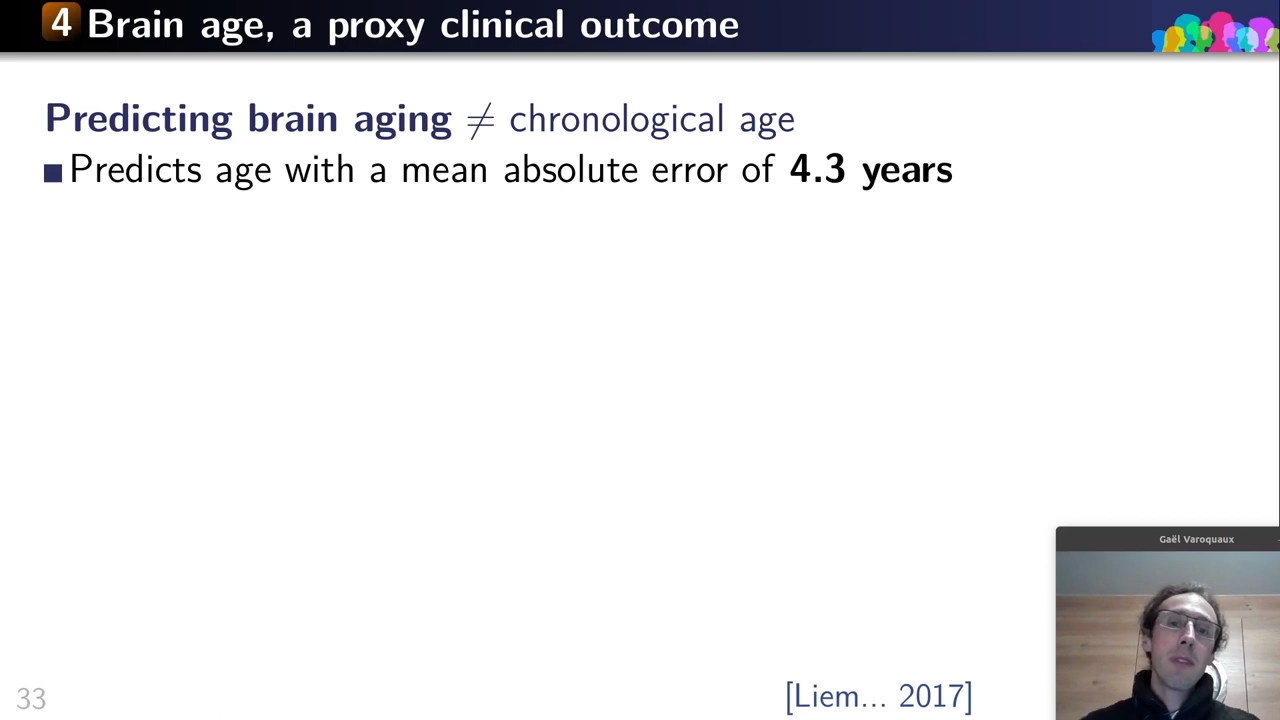 4 Brain age, a proxy clinical outcome
Predicting brain aging ≠ chronological age
Predicts age with a mean absolute error of 4.3 years
Gaël Varoquaux
33
[Liem... 2017]